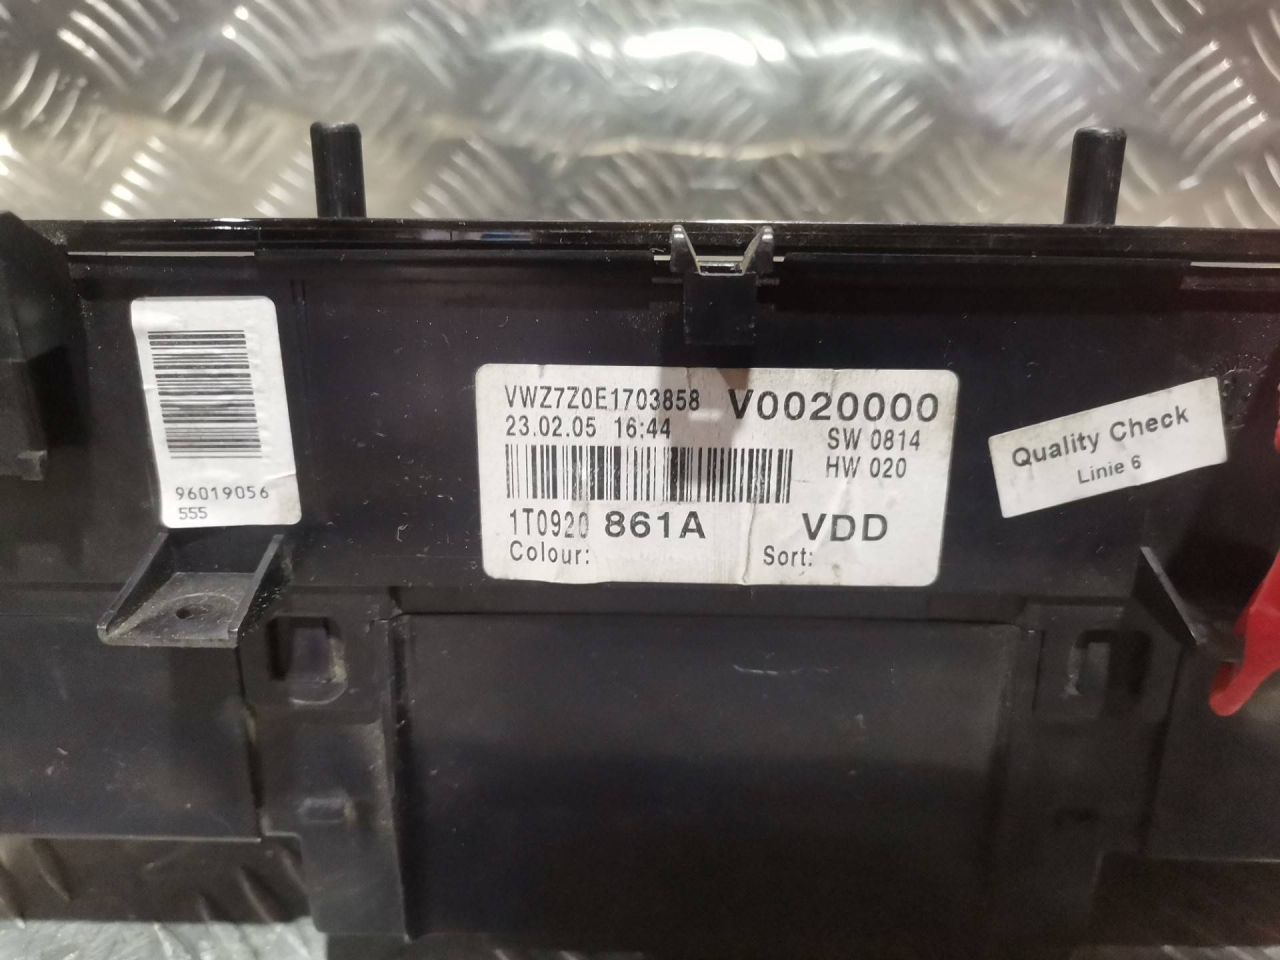 96019056
555
VWZ7Z0E1703858 V0020000
23.02.05 16:44 SW 0814
HW 020
1T0920 861A VDD
Colour: Sort:
Quality Check
Linie 6